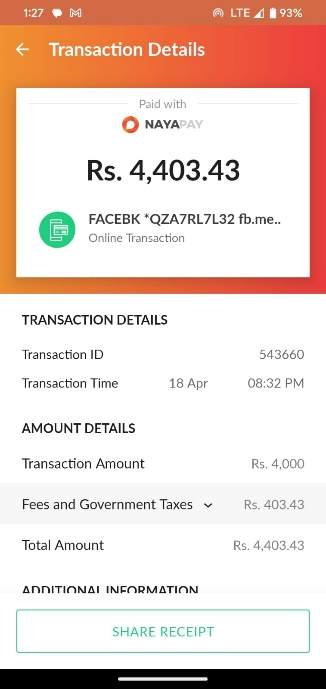 1:27 LTE 93%
Transaction Details
Paid with
NAYAPAY
Rs. 4,403.43
FACEBK *QZA7RL7L32 fb.me..
Online Transaction
TRANSACTION DETAILS
Transaction ID 543660
Transaction Time 18 Apr 08:32 PM
AMOUNT DETAILS
Transaction Amount Rs. 4,000
Fees and Government Taxes Rs. 403.43
Total Amount Rs. 4,403.43
ADDITIONAL INFORMATION
SHARE RECEIPT